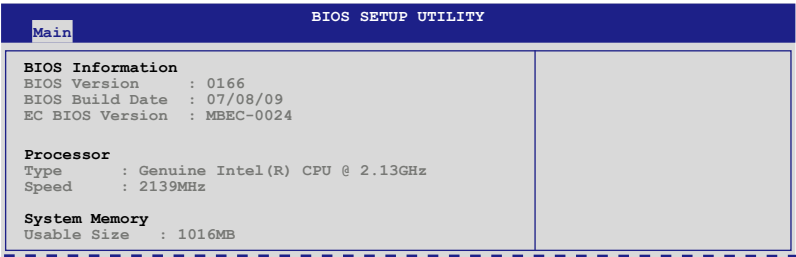 BIOS SETUP UTILITY
Main
BIOS Information
BIOS Version : 0166
BIOS Build Date : 07/08/09
EC BIOS Version : MBEC-0024
Processor
Type : Genuine Intel(R) CPU @ 2.13GHz
Speed : 2139MHz
System Memory
Usable Size : 1016MB